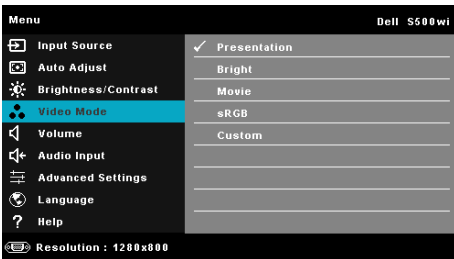 Menu Dell S500wi
Input Source
Auto Adjust
Brightness/Contrast
Video Mode
Volume
Audio Input
Advanced Settings
Language
? Help
Presentation
Bright
Movie
sRGB
Custom
Resolution : 1280x800